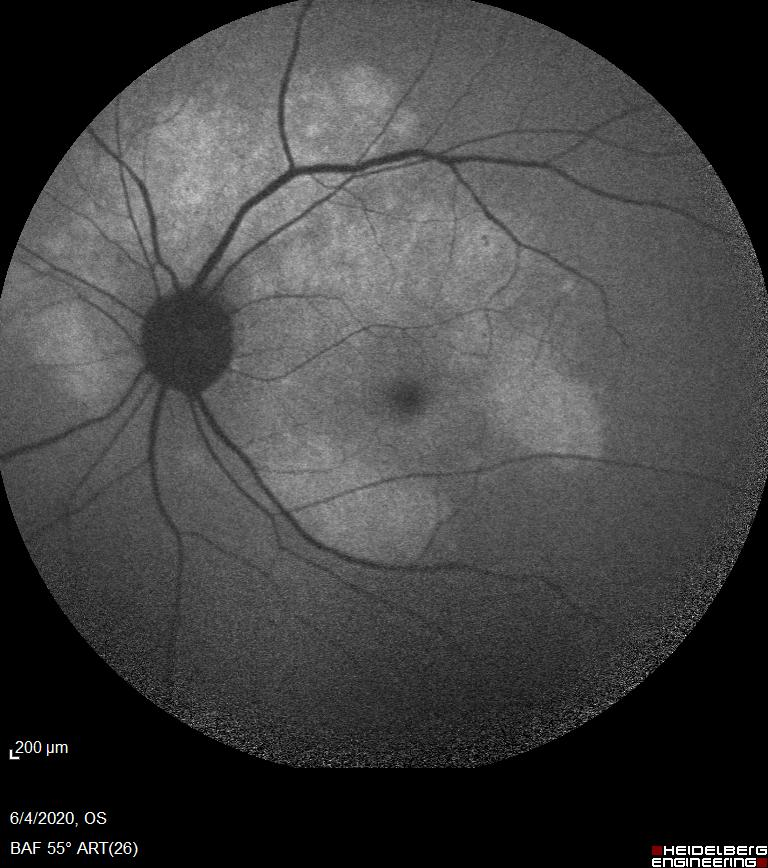 200 µm
6/4/2020, OS
BAF 55° ART(26)
HEIDELBERG
ENGINEERING